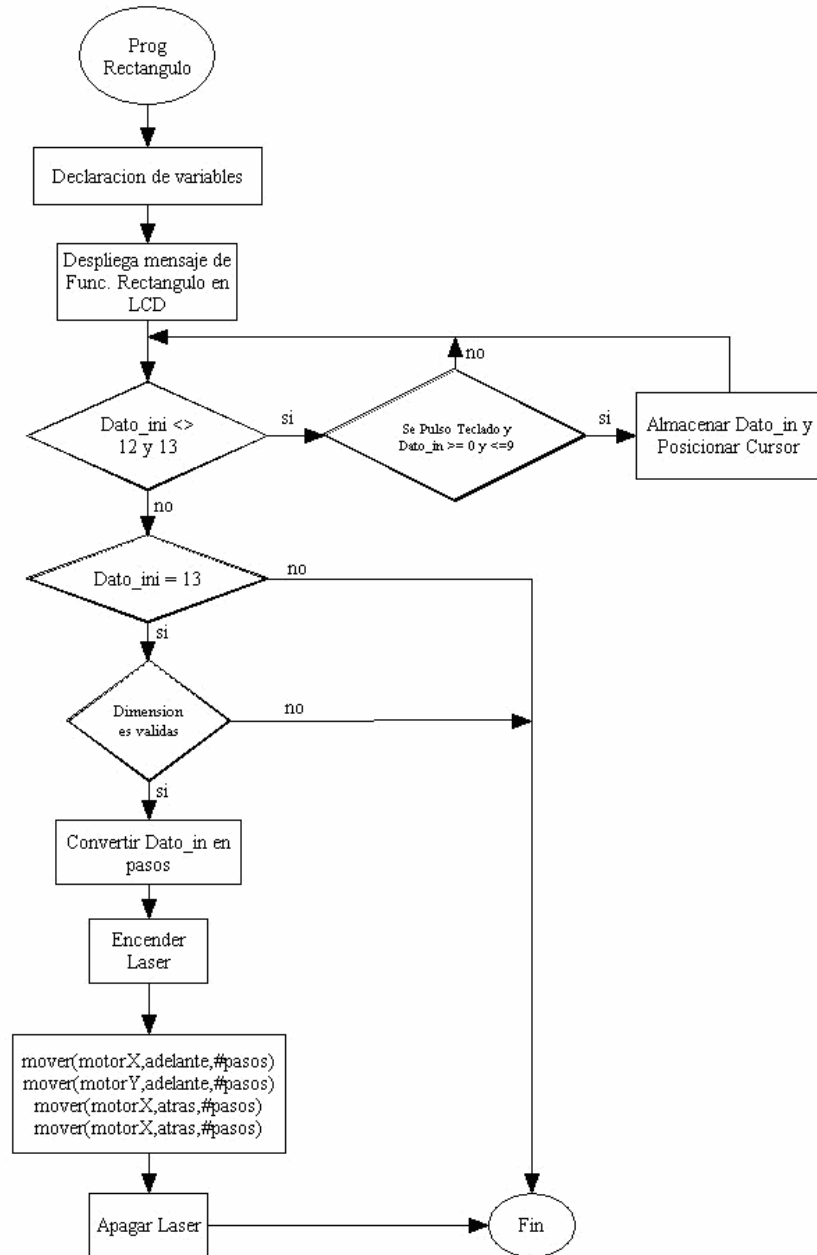 Prog
Rectangulo
Declaracion de variables
Despliega mensaje de
Func. Rectangulo en
LCD
no
Dato_ini <>
12 y 13
si
Se Pulso Teclado y
Dato_in >= 0 y <=9
si
Almacenar Dato_in y
Posicionar Cursor
no
Dato_ini = 13
no
si
Dimension
es validas
no
si
Convertir Dato_in en
pasos
Encender
Laser
mover(motorX,adelante,#pasos)
mover(motorY,adelante,#pasos)
mover(motorX,atras,#pasos)
mover(motorX,atras,#pasos)
Apagar Laser
Fin